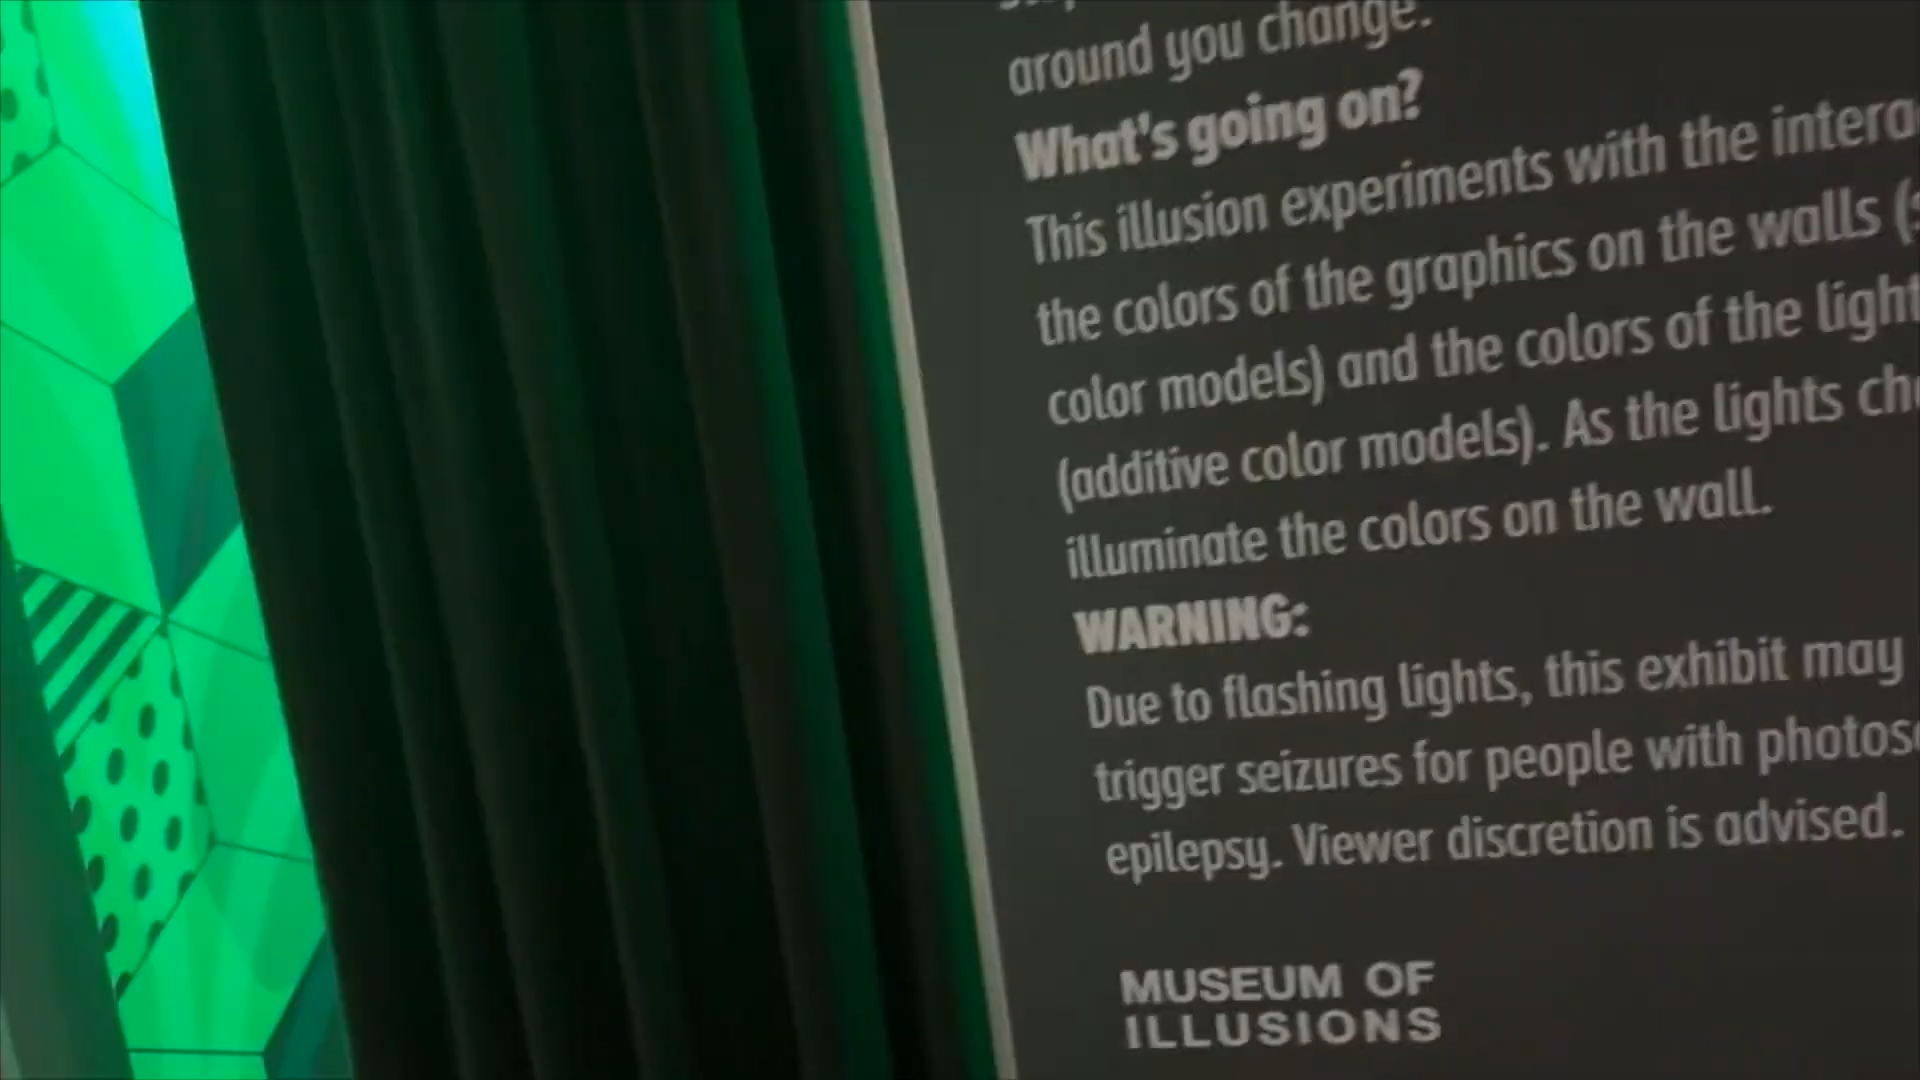 around you change.
What's going on?
This illusion experiments with the
the colors of the graphics on the walls
color models) and the colors of the
(additive color models). As the lights
illuminate the colors on the wall.
WARNING:
Due to flashing lights, this exhibit may
trigger seizures for people with
epilepsy. Viewer discretion is advised.
MUSEUM OF
ILLUSIONS